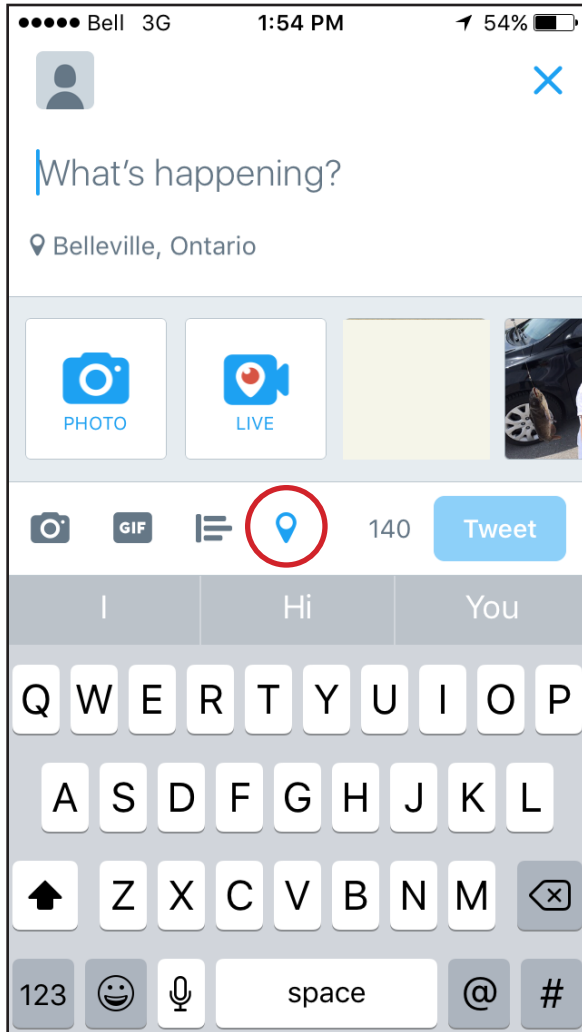 Bell 3G 1:54 PM 54%
What's happening?
Belleville, Ontario
PHOTO LIVE
GIF 140 Tweet
I Hi You
Q W E R T Y U I O P
A S D F G H J K L
Z X C V B N M
123 space @ #